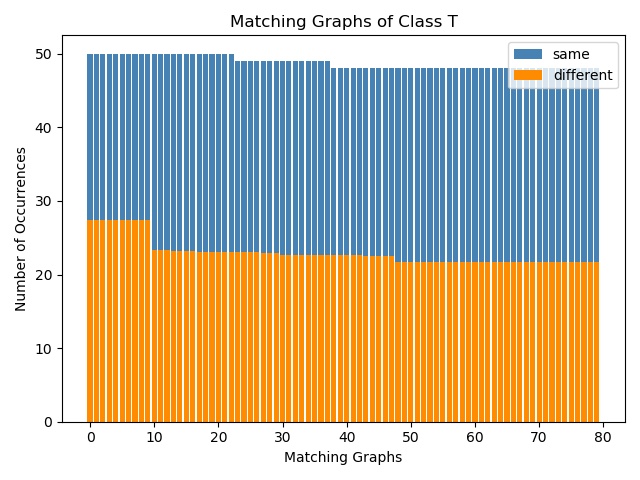 Matching Graphs of Class T
same
different
Number of Occurrences
50
40
30
20
10
0
0 10 20 30 40 50 60 70 80
Matching Graphs